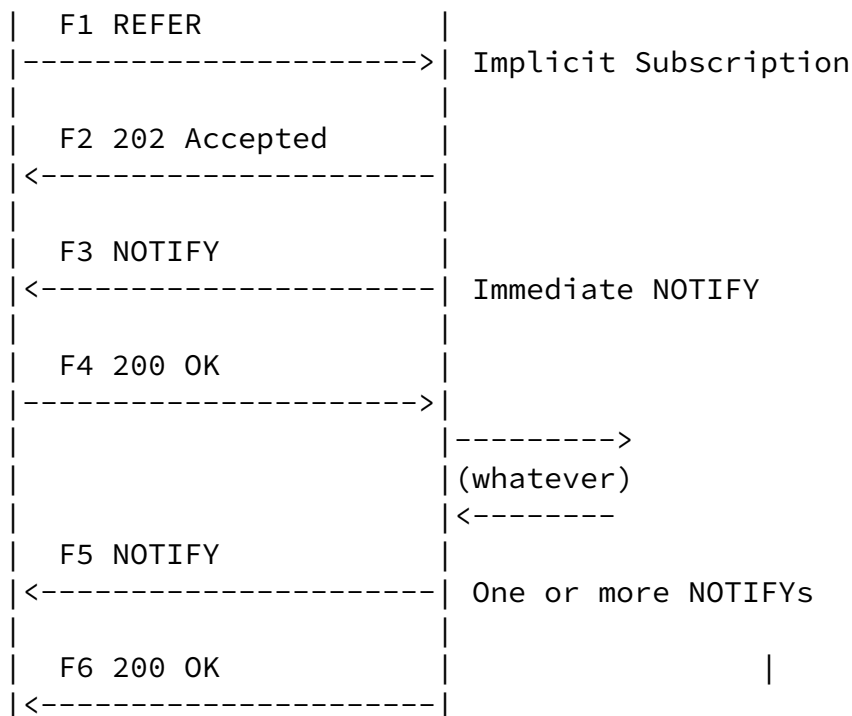 F1 REFER
Implicit Subscription
F2 202 Accepted
F3 NOTIFY
Immediate NOTIFY
F4 200 OK
(whatever)
F5 NOTIFY
One or more NOTIFYs
F6 200 OK